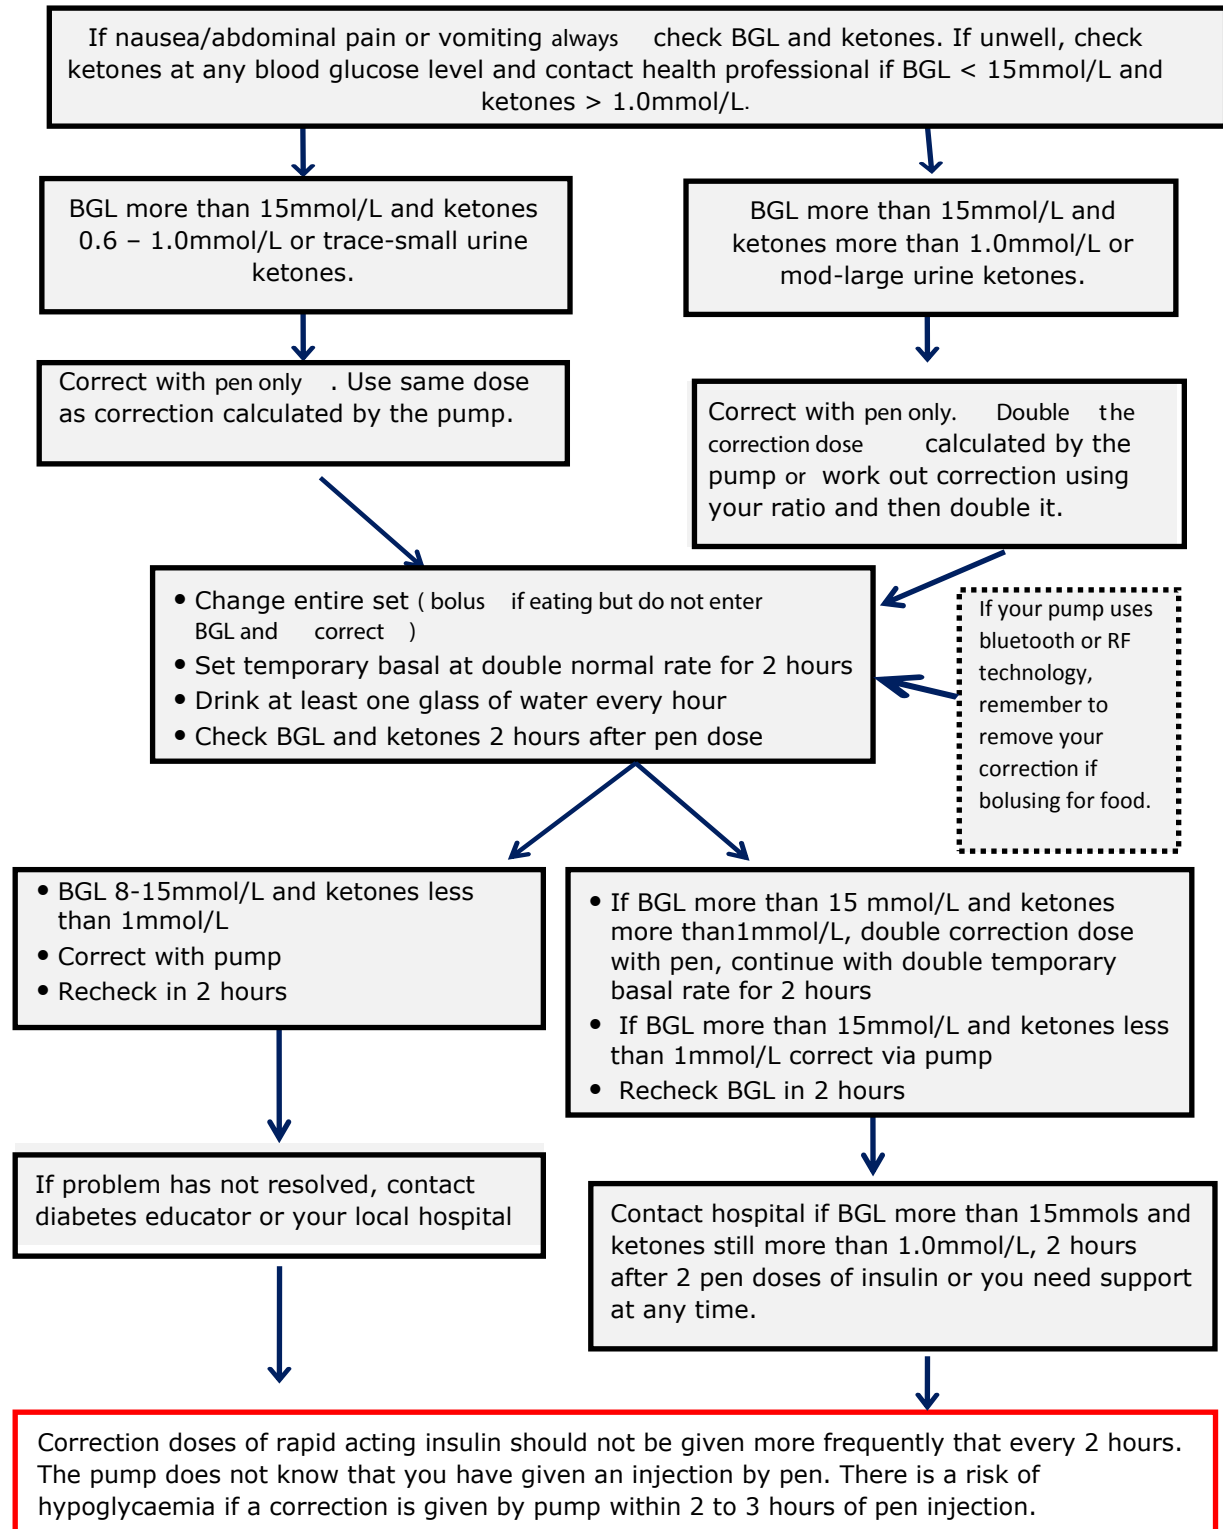 If nausea/abdominal pain or vomiting always check BGL and ketones. If unwell, check
ketones at any blood glucose level and contact health professional if BGL < 15mmol/L and
ketones > 1.0mmol/L.
BGL more than 15mmol/L and ketones
0.6 – 1.0mmol/L or trace-small urine
ketones.
BGL more than 15mmol/L and
ketones more than 1.0mmol/L or
mod-large urine ketones.
Correct with pen only . Use same dose
as correction calculated by the pump.
Correct with pen only. Double the
correction dose calculated by the
pump or work out correction using
your ratio and then double it.
• Change entire set ( bolus if eating but do not enter
BGL and correct )
• Set temporary basal at double normal rate for 2 hours
• Drink at least one glass of water every hour
• Check BGL and ketones 2 hours after pen dose
If your pump uses
bluetooth or RF
technology,
remember to
remove your
correction if
bolusing for food.
• BGL 8-15mmol/L and ketones less
than 1mmol/L
• Correct with pump
• Recheck in 2 hours
• If BGL more than 15 mmol/L and ketones
more than1mmol/L, double correction dose
with pen, continue with double temporary
basal rate for 2 hours
• If BGL more than 15mmol/L and ketones less
than 1mmol/L correct via pump
• Recheck BGL in 2 hours
If problem has not resolved, contact
diabetes educator or your local hospital
Contact hospital if BGL more than 15mmols and
ketones still more than 1.0mmol/L, 2 hours
after 2 pen doses of insulin or you need support
at any time.
Correction doses of rapid acting insulin should not be given more frequently that every 2 hours.
The pump does not know that you have given an injection by pen. There is a risk of
hypoglycaemia if a correction is given by pump within 2 to 3 hours of pen injection.